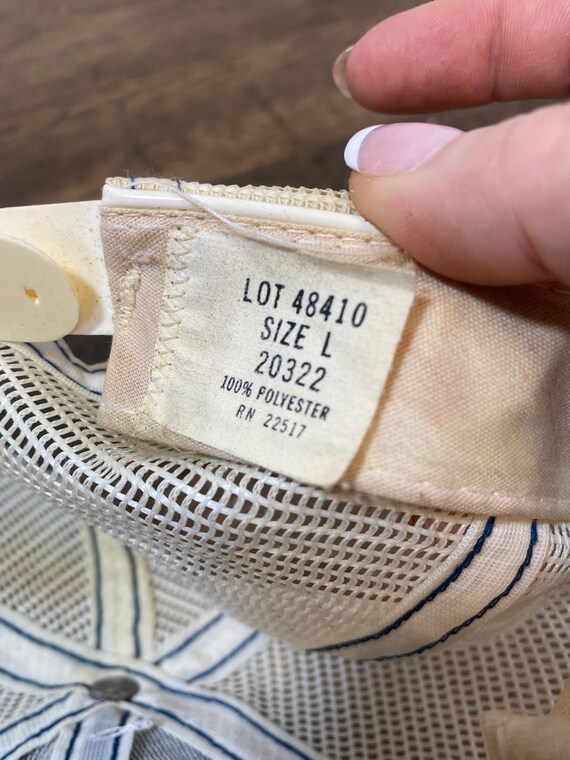 LOT 48410
SIZE L
20322
100% POLYESTER
RN 22517